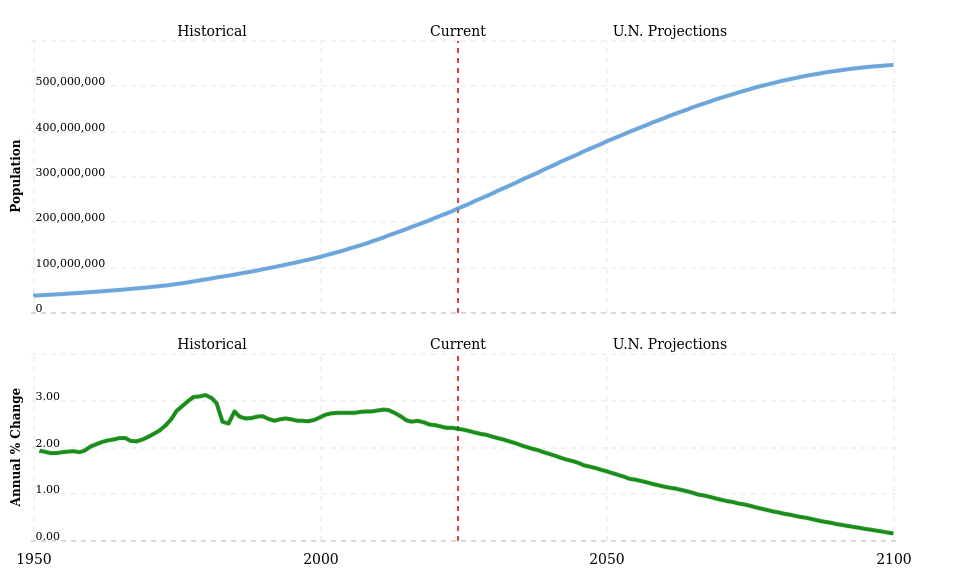 Historical
Current
U.N. Projections
Population
500,000,000
400,000,000
300,000,000
200,000,000
100,000,000
0
Historical
Current
U.N. Projections
Annual % Change
3.00
2.00
1.00
0.00
1950
2000
2050
2100